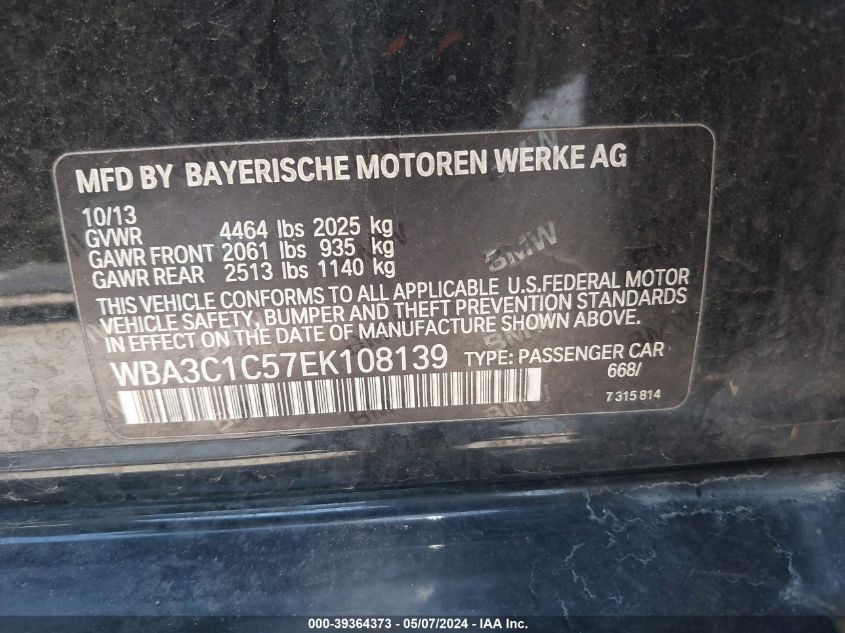 MFD BY BAYERISCHE MOTOREN WERKE AG
10/13
GVWR 4464 lbs 2025 kg
GAWR FRONT 2061 lbs 935 kg
GAWR REAR 2513 lbs 1140 kg
THIS VEHICLE CONFORMS TO ALL APPLICABLE U.S.FEDERAL MOTOR
VEHICLE SAFETY, BUMPER AND THEFT PREVENTION STANDARDS
IN EFFECT ON THE DATE OF MANUFACTURE SHOWN ABOVE.
WBA3C1C57EK108139 TYPE: PASSENGER CAR
668/
7 315 814
BMW
000-39364373 - 05/07/2024 - IAA Inc.